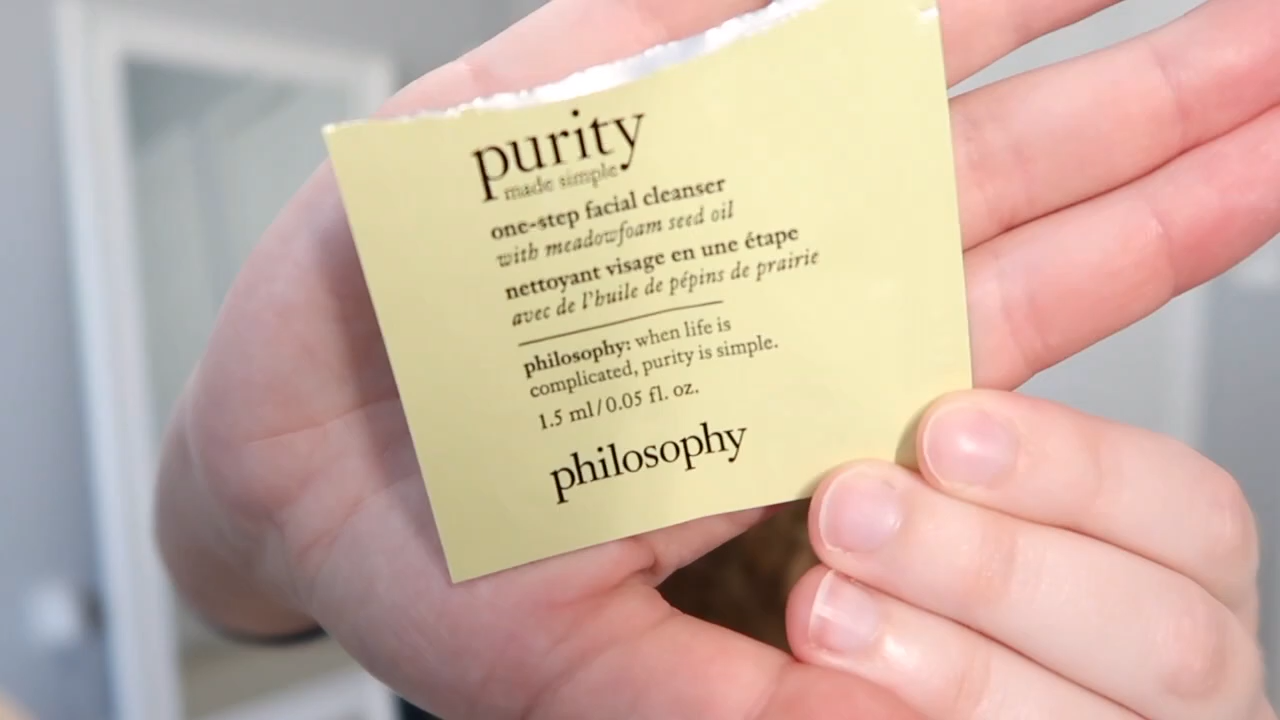 purity
made simple
one-step facial cleanser
with meadowfoam seed oil
nettoyant visage en une étape
avec de l'huile de pépins de prairie
philosophy: when life is
complicated, purity is simple.
1.5 ml/0.05 fl. oz.
philosophy